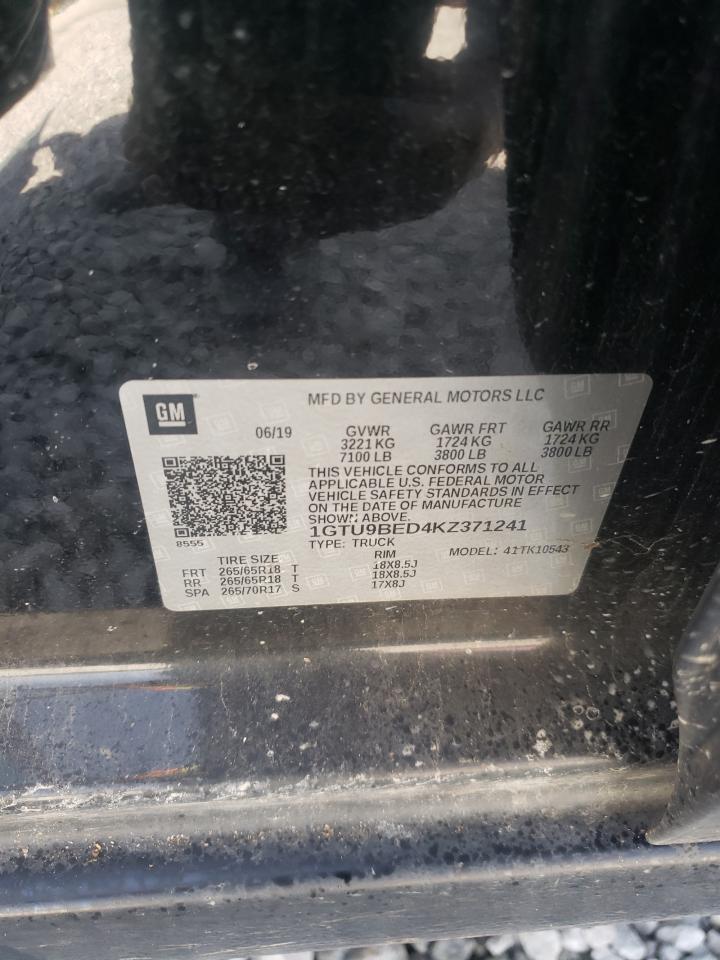 GM
MFD BY GENERAL MOTORS LLC
06/19 GVWR GAWR FRT GAWR RR
3221 KG 1724 KG 1724 KG
7100 LB 3800 LB 3800 LB
THIS VEHICLE CONFORMS TO ALL
APPLICABLE U.S. FEDERAL MOTOR
VEHICLE SAFETY STANDARDS IN EFFECT
ON THE DATE OF MANUFACTURE
SHOWN ABOVE.
8555
1GTU9BED4KZ371241
TYPE: TRUCK MODEL: 41TK10543
TIRE SIZE RIM
FRT 265/65R18 T 18X8.5J
RR 265/65R18 T 18X8.5J
SPA 265/70R17 S 17X8J